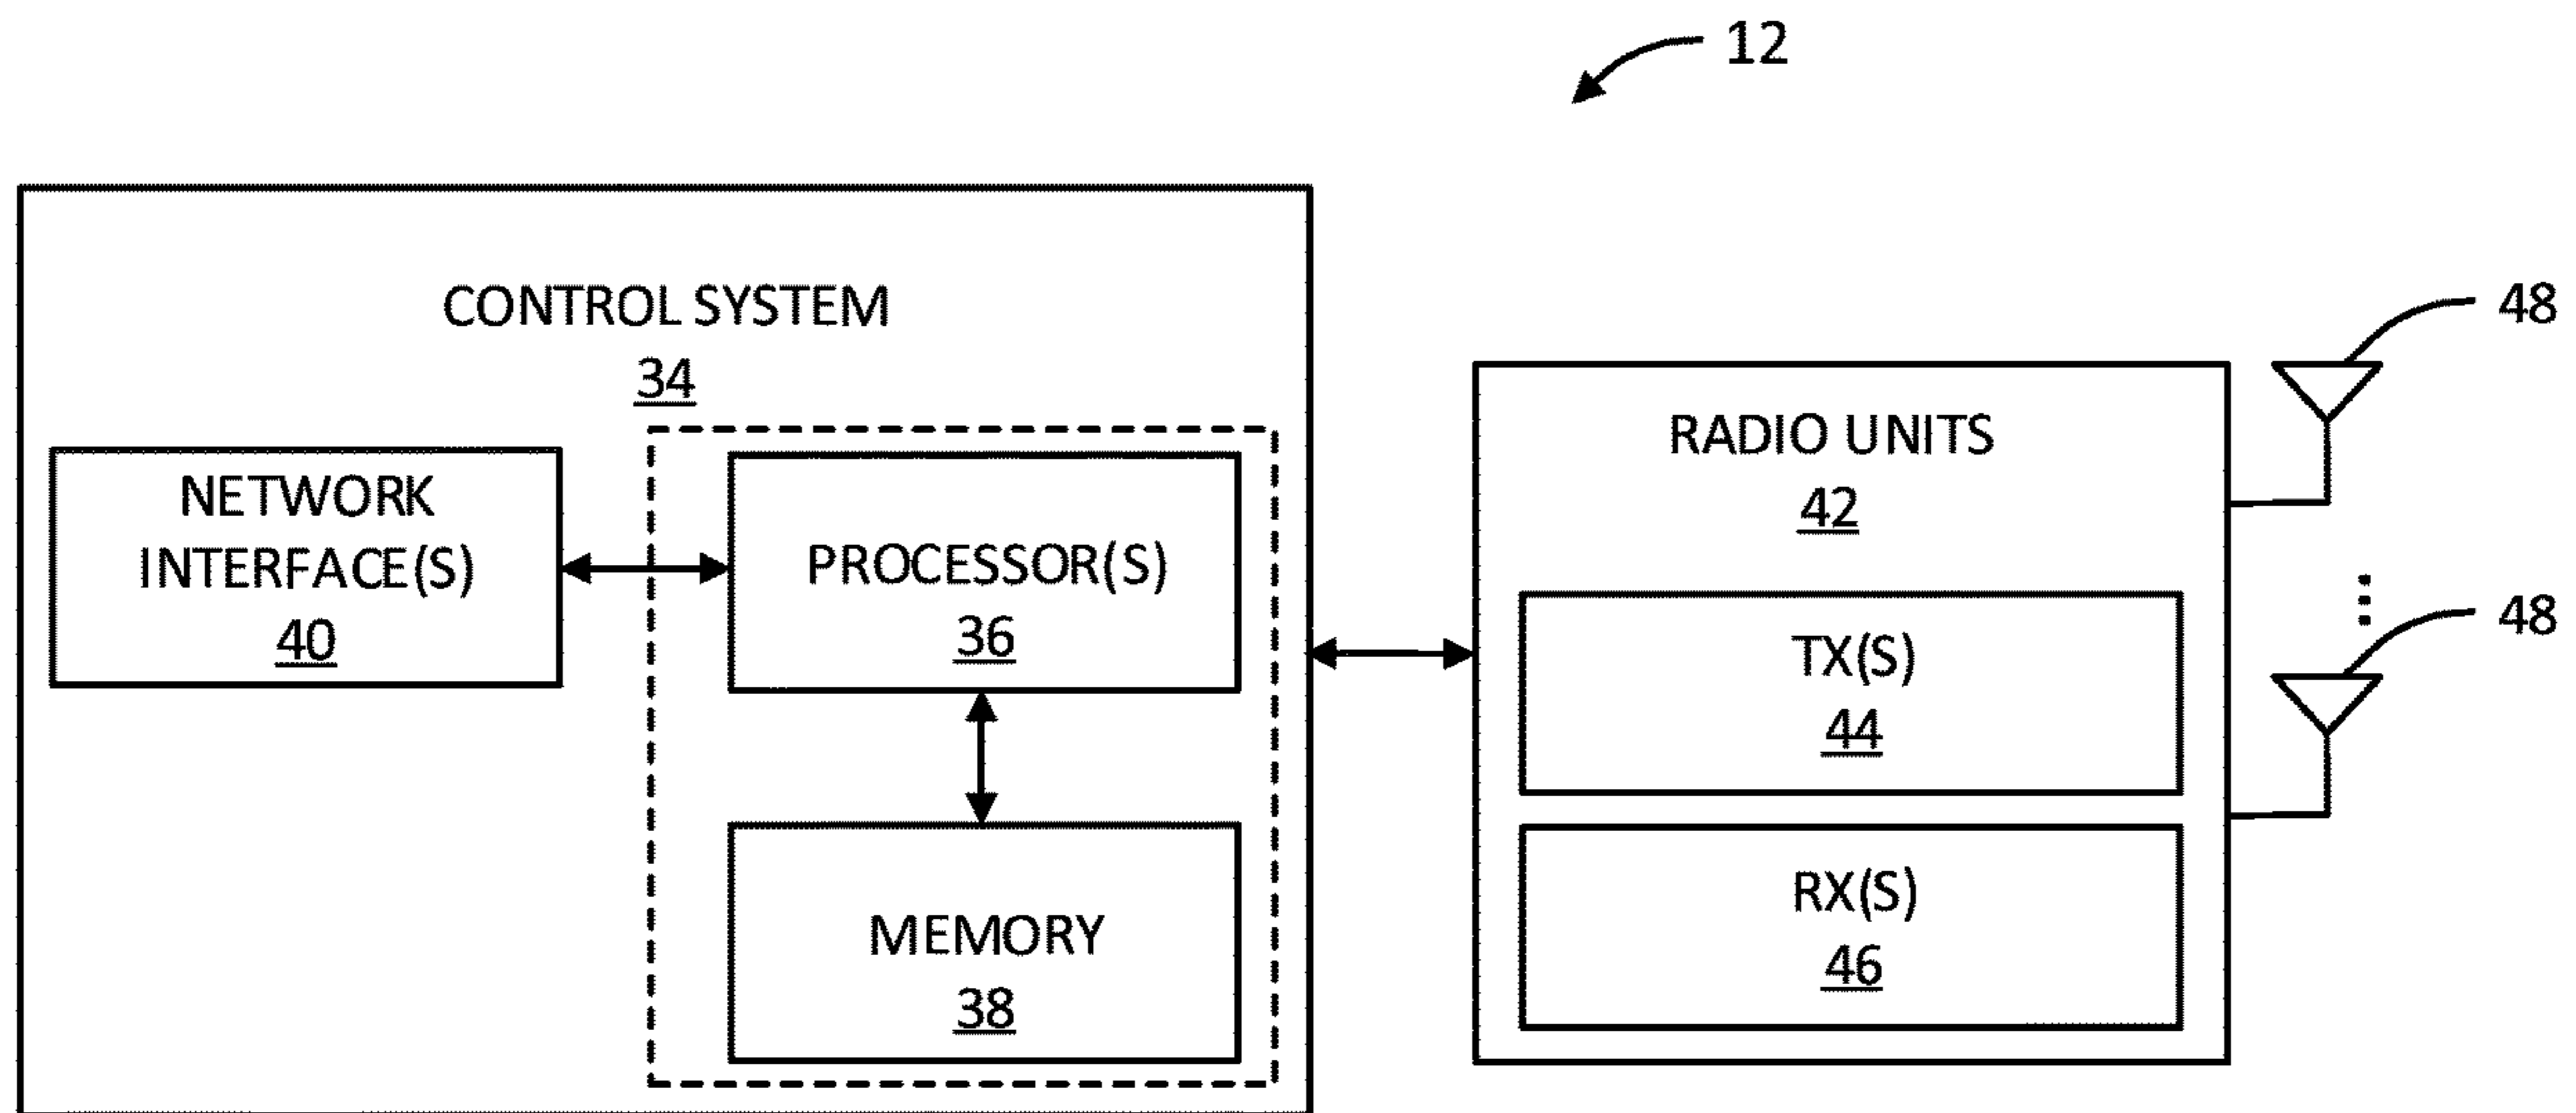 12
CONTROL SYSTEM
34
NETWORK
INTERFACE(S)
40
PROCESSOR(S)
36
MEMORY
38
RADIO UNITS
42
TX(S)
44
RX(S)
46
48
48